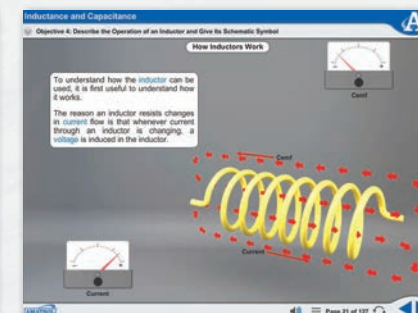 Inductance and Capacitance
Objective 4: Describe the Operation of an Inductor and Give Its Schematic Symbol
How Inductors Work
To understand how the inductor can be
used, it is first useful to understand how
it works.
The reason an inductor resists changes
in current flow is that whenever current
through an inductor is changing, a
voltage is induced in the inductor.
Cemf
Cemf
Current
Current
AMATROL
Page 21 of 127